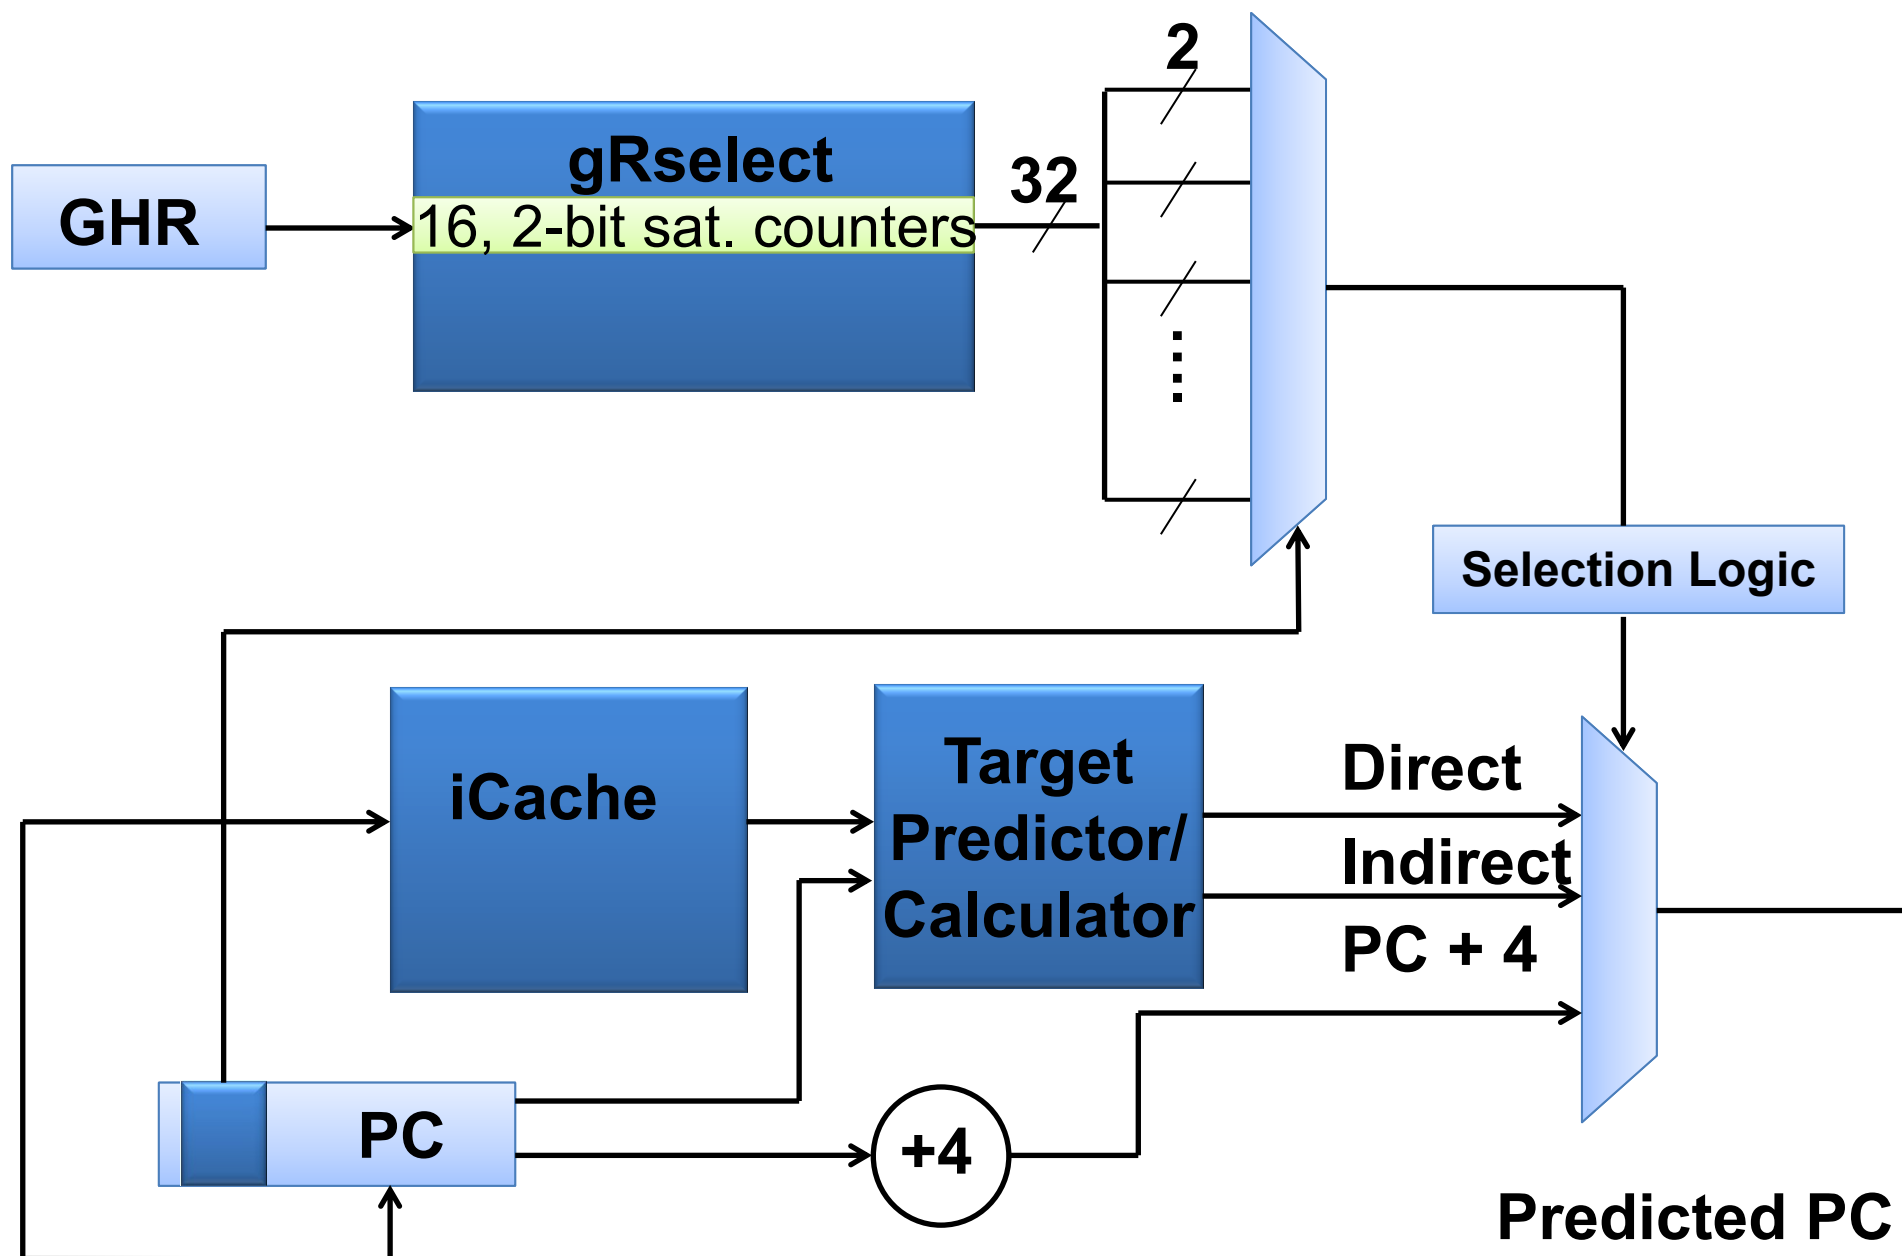 2
gRselect
32
GHR
16, 2-bit sat. counters
Selection Logic
iCache
Target
Predictor/
Calculator
Direct
Indirect
PC + 4
PC
+4
Predicted PC